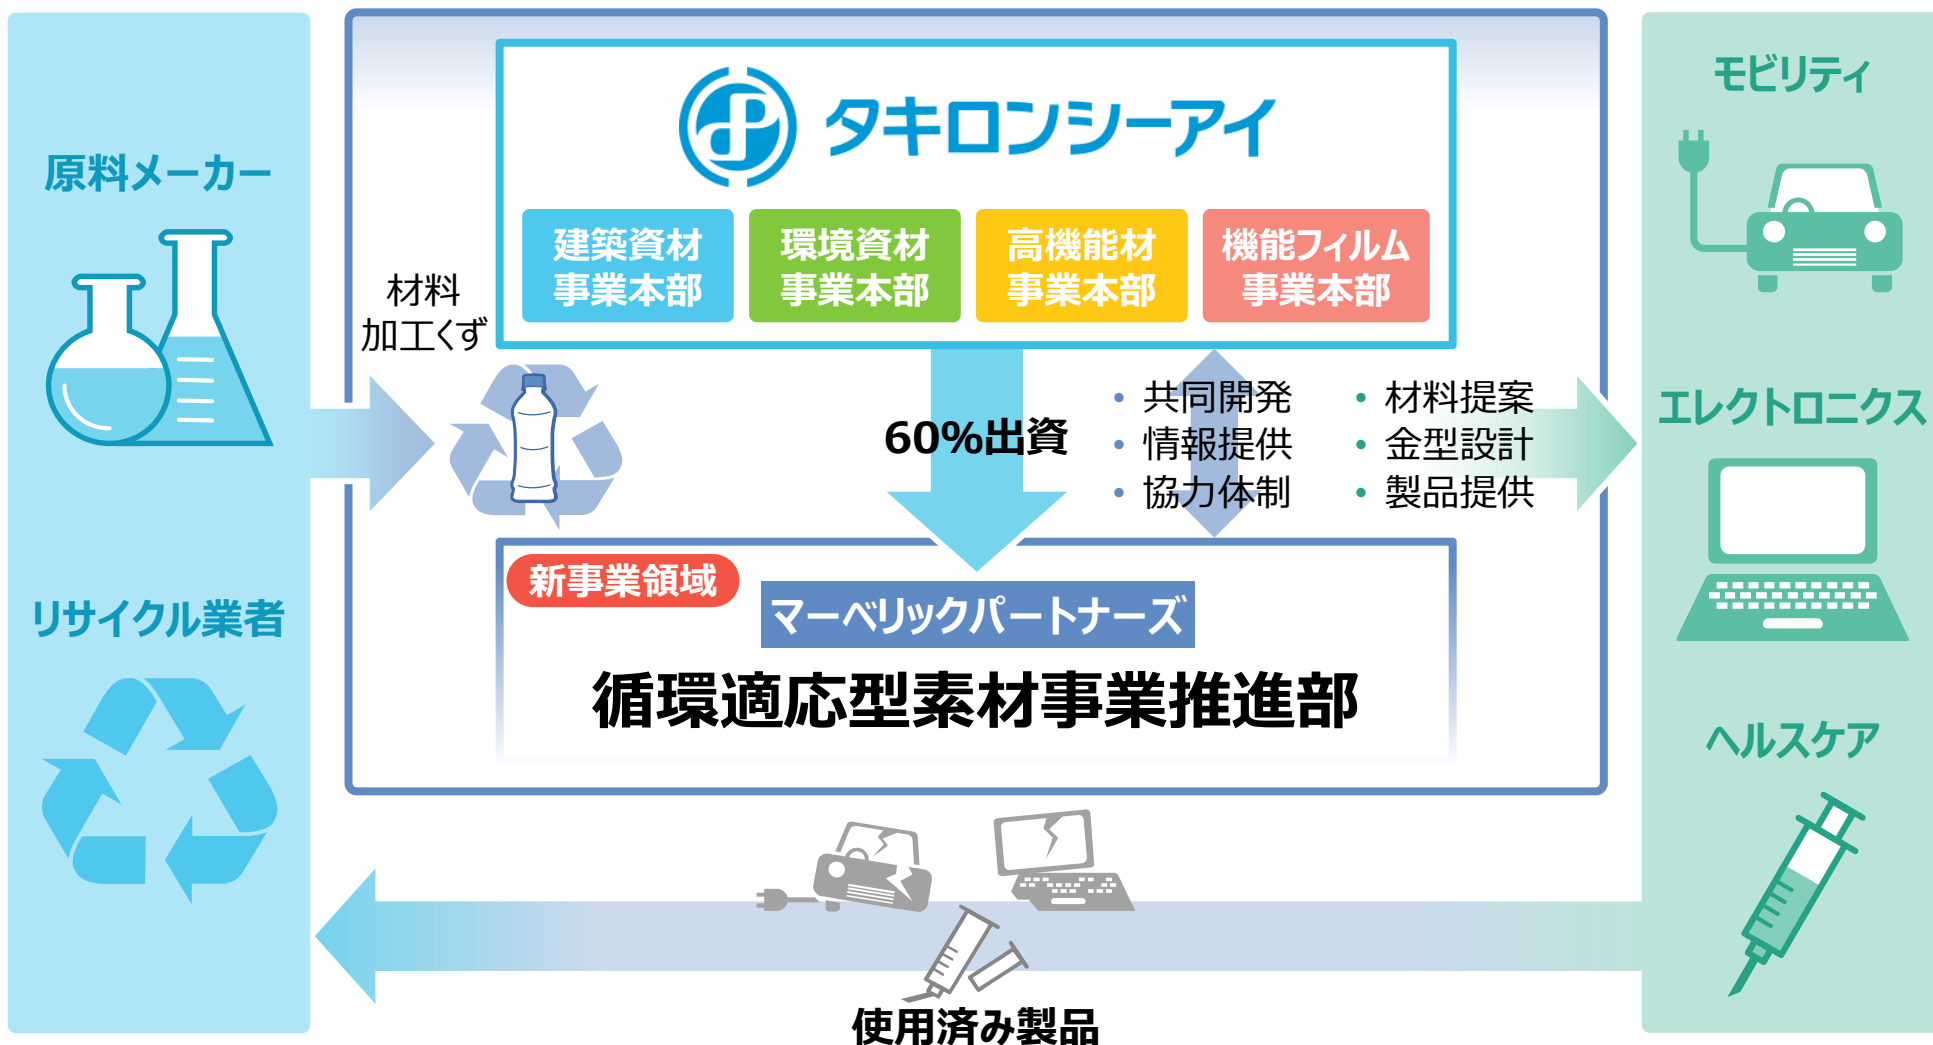 原料メーカー
リサイクル業者
材料
加工くず
タキロンシーアイ
建築資材
事業本部
環境資材
事業本部
高機能材
事業本部
機能フィルム
事業本部
60%出資
• 共同開発
• 情報提供
• 協力体制
• 材料提案
• 金型設計
• 製品提供
新事業領域
マーベリックパートナーズ
循環適応型素材事業推進部
モビリティ
エレクトロニクス
ヘルスケア
使用済み製品